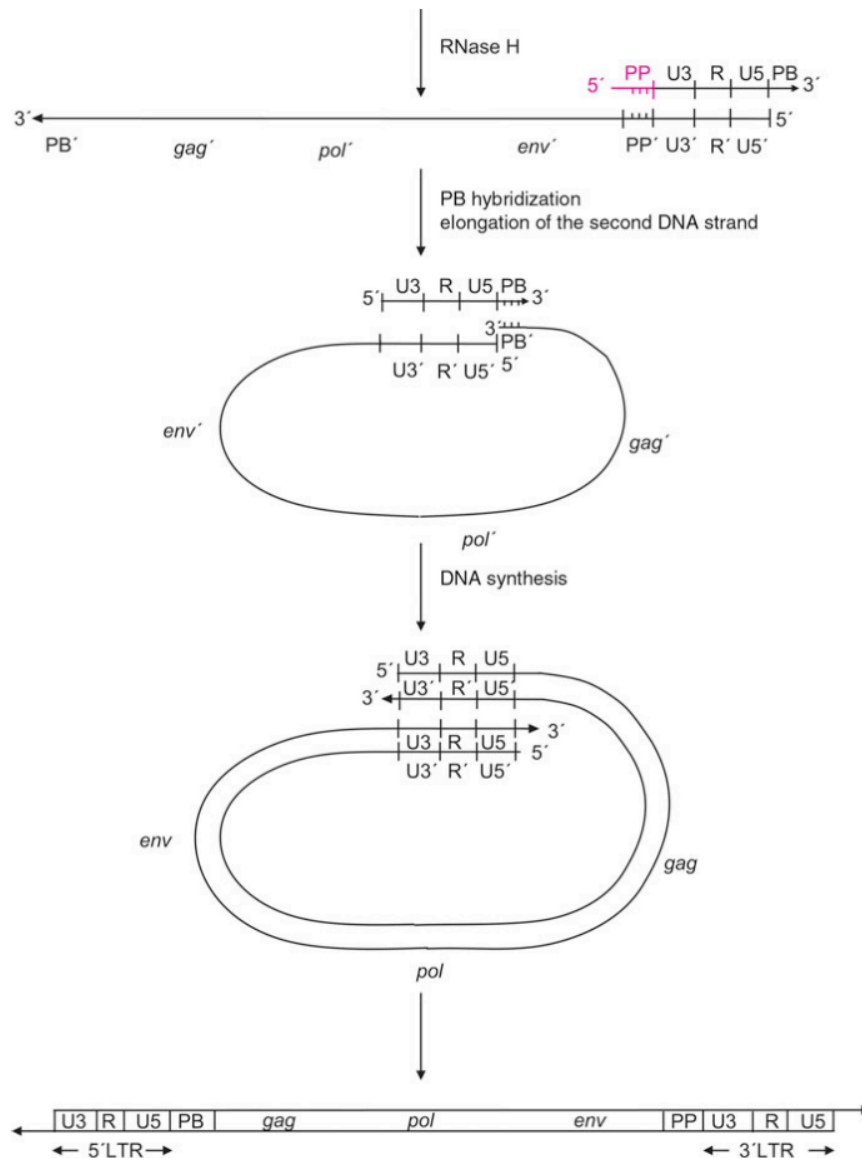 RNase H
PP U3 R U5 PB
5´ 3´
3´ 5´
PB´ gag´ pol´ env´ PP´ U3´ R´ U5´
PB hybridization
elongation of the second DNA strand
U3 R U5 PB
5´ 3´
3´
PB´
U3´ R´ U5´ 5´
env´
gag´
pol´
DNA synthesis
U3 R U5
5´
3´ U3´ R´ U5´
3´
U3 R U5
5´
U3´ R´ U5´
env
gag
pol
U3 R U5 PB gag pol env PP U3 R U5
5´LTR 3´LTR